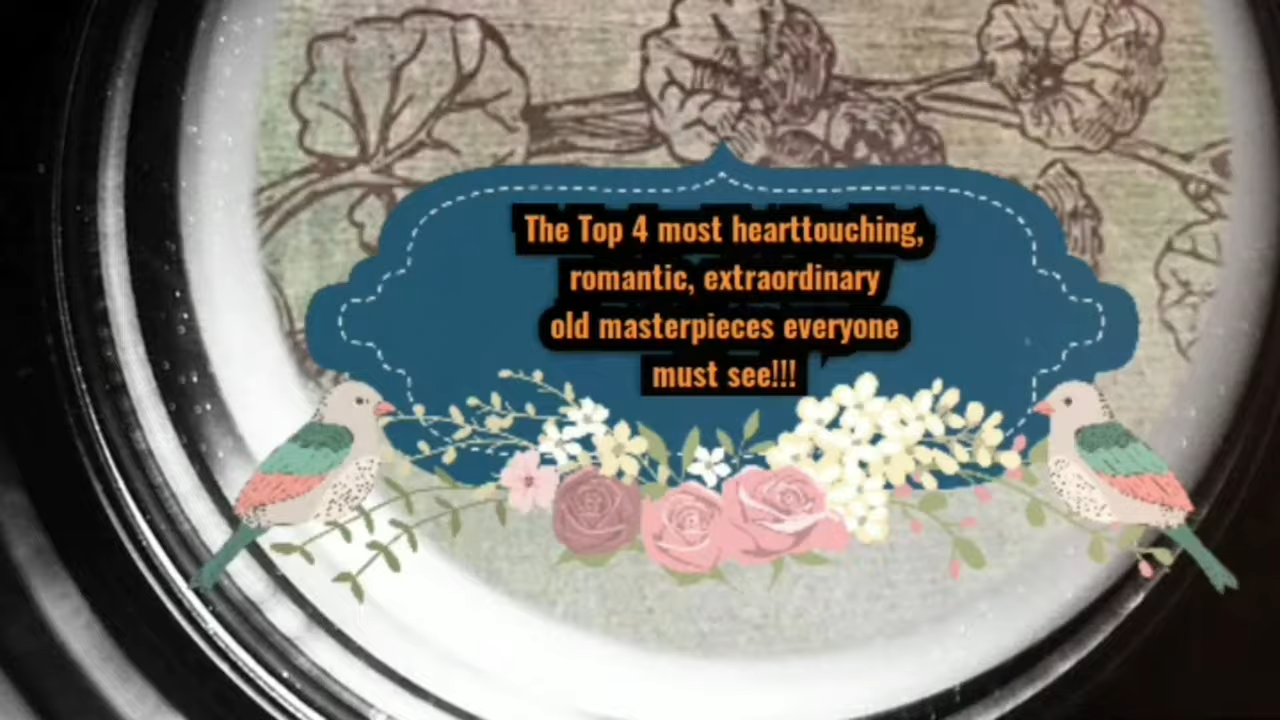 The Top 4 most hearttouching,
romantic, extraordinary
old masterpieces everyone
must see!!!